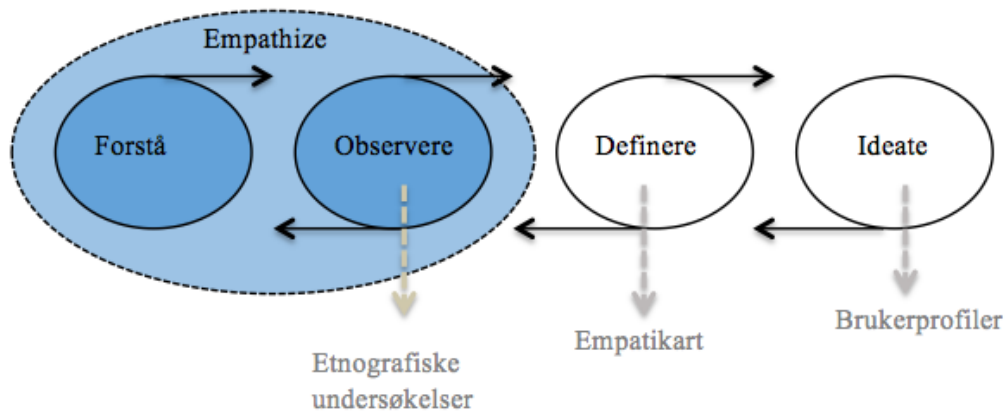 Empathize
Forstå
Observere
Definere
Ideate
Etnografiske
undersøkelser
Empatikart
Brukerprofiler